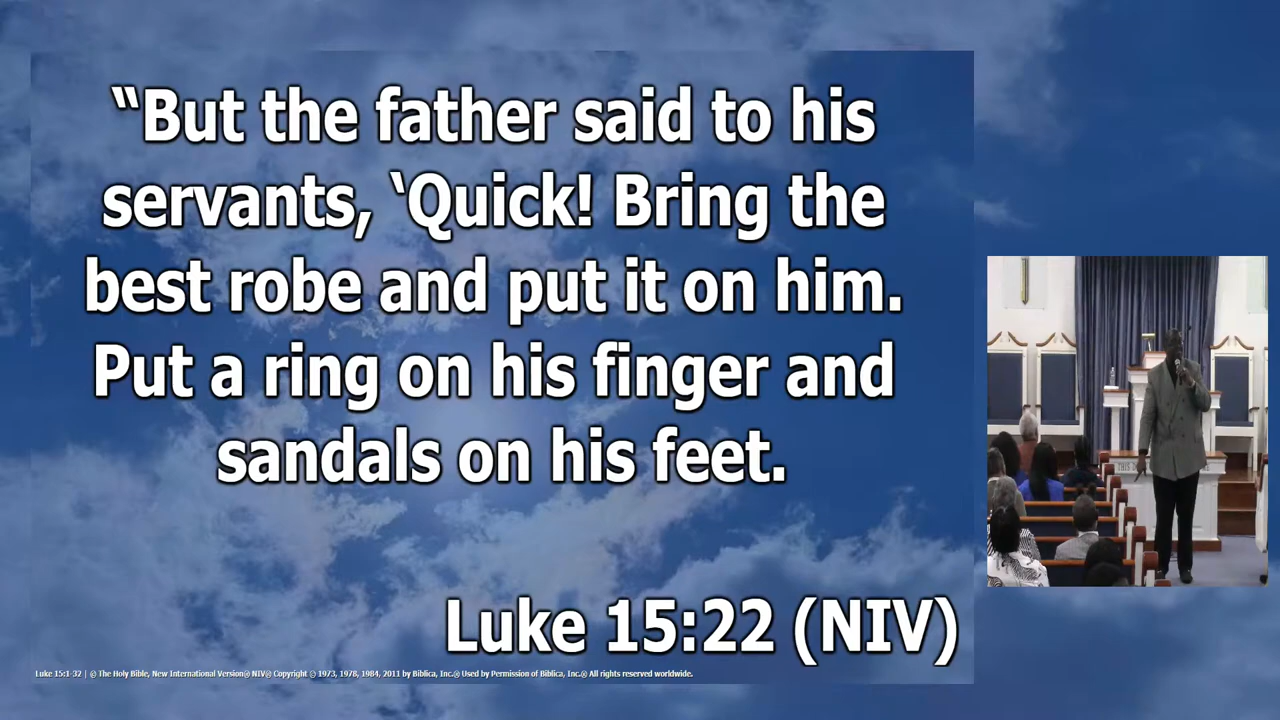 “But the father said to his
servants, ‘Quick! Bring the
best robe and put it on him.
Put a ring on his finger and
sandals on his feet.
Luke 15:22 (NIV)
Luke 15:1-32 | @ The Holy Bible, New International Version® NIV® Copyright © 1973, 1978, 1984, 2011 by Biblica, Inc.® Used by Permission of Biblica, Inc.® All rights reserved worldwide.
THIS DO